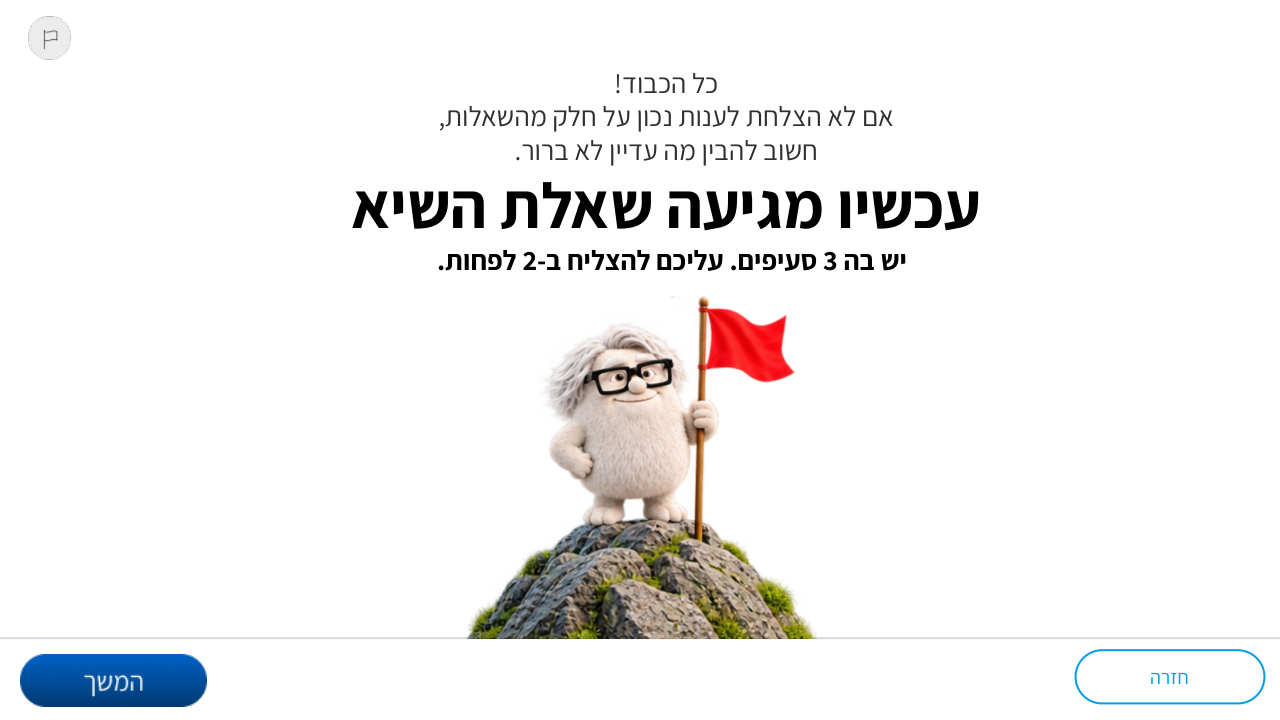 כל הכבוד!
אם לא הצלחת לענות נכון על חלק מהשאלות,
חשוב להבין מה עדיין לא ברור.
עכשיו מגיעה שאלת השיא
יש בה 3 סעיפים. עליכם להצליח ב-2 לפחות.
חזרה
המשך